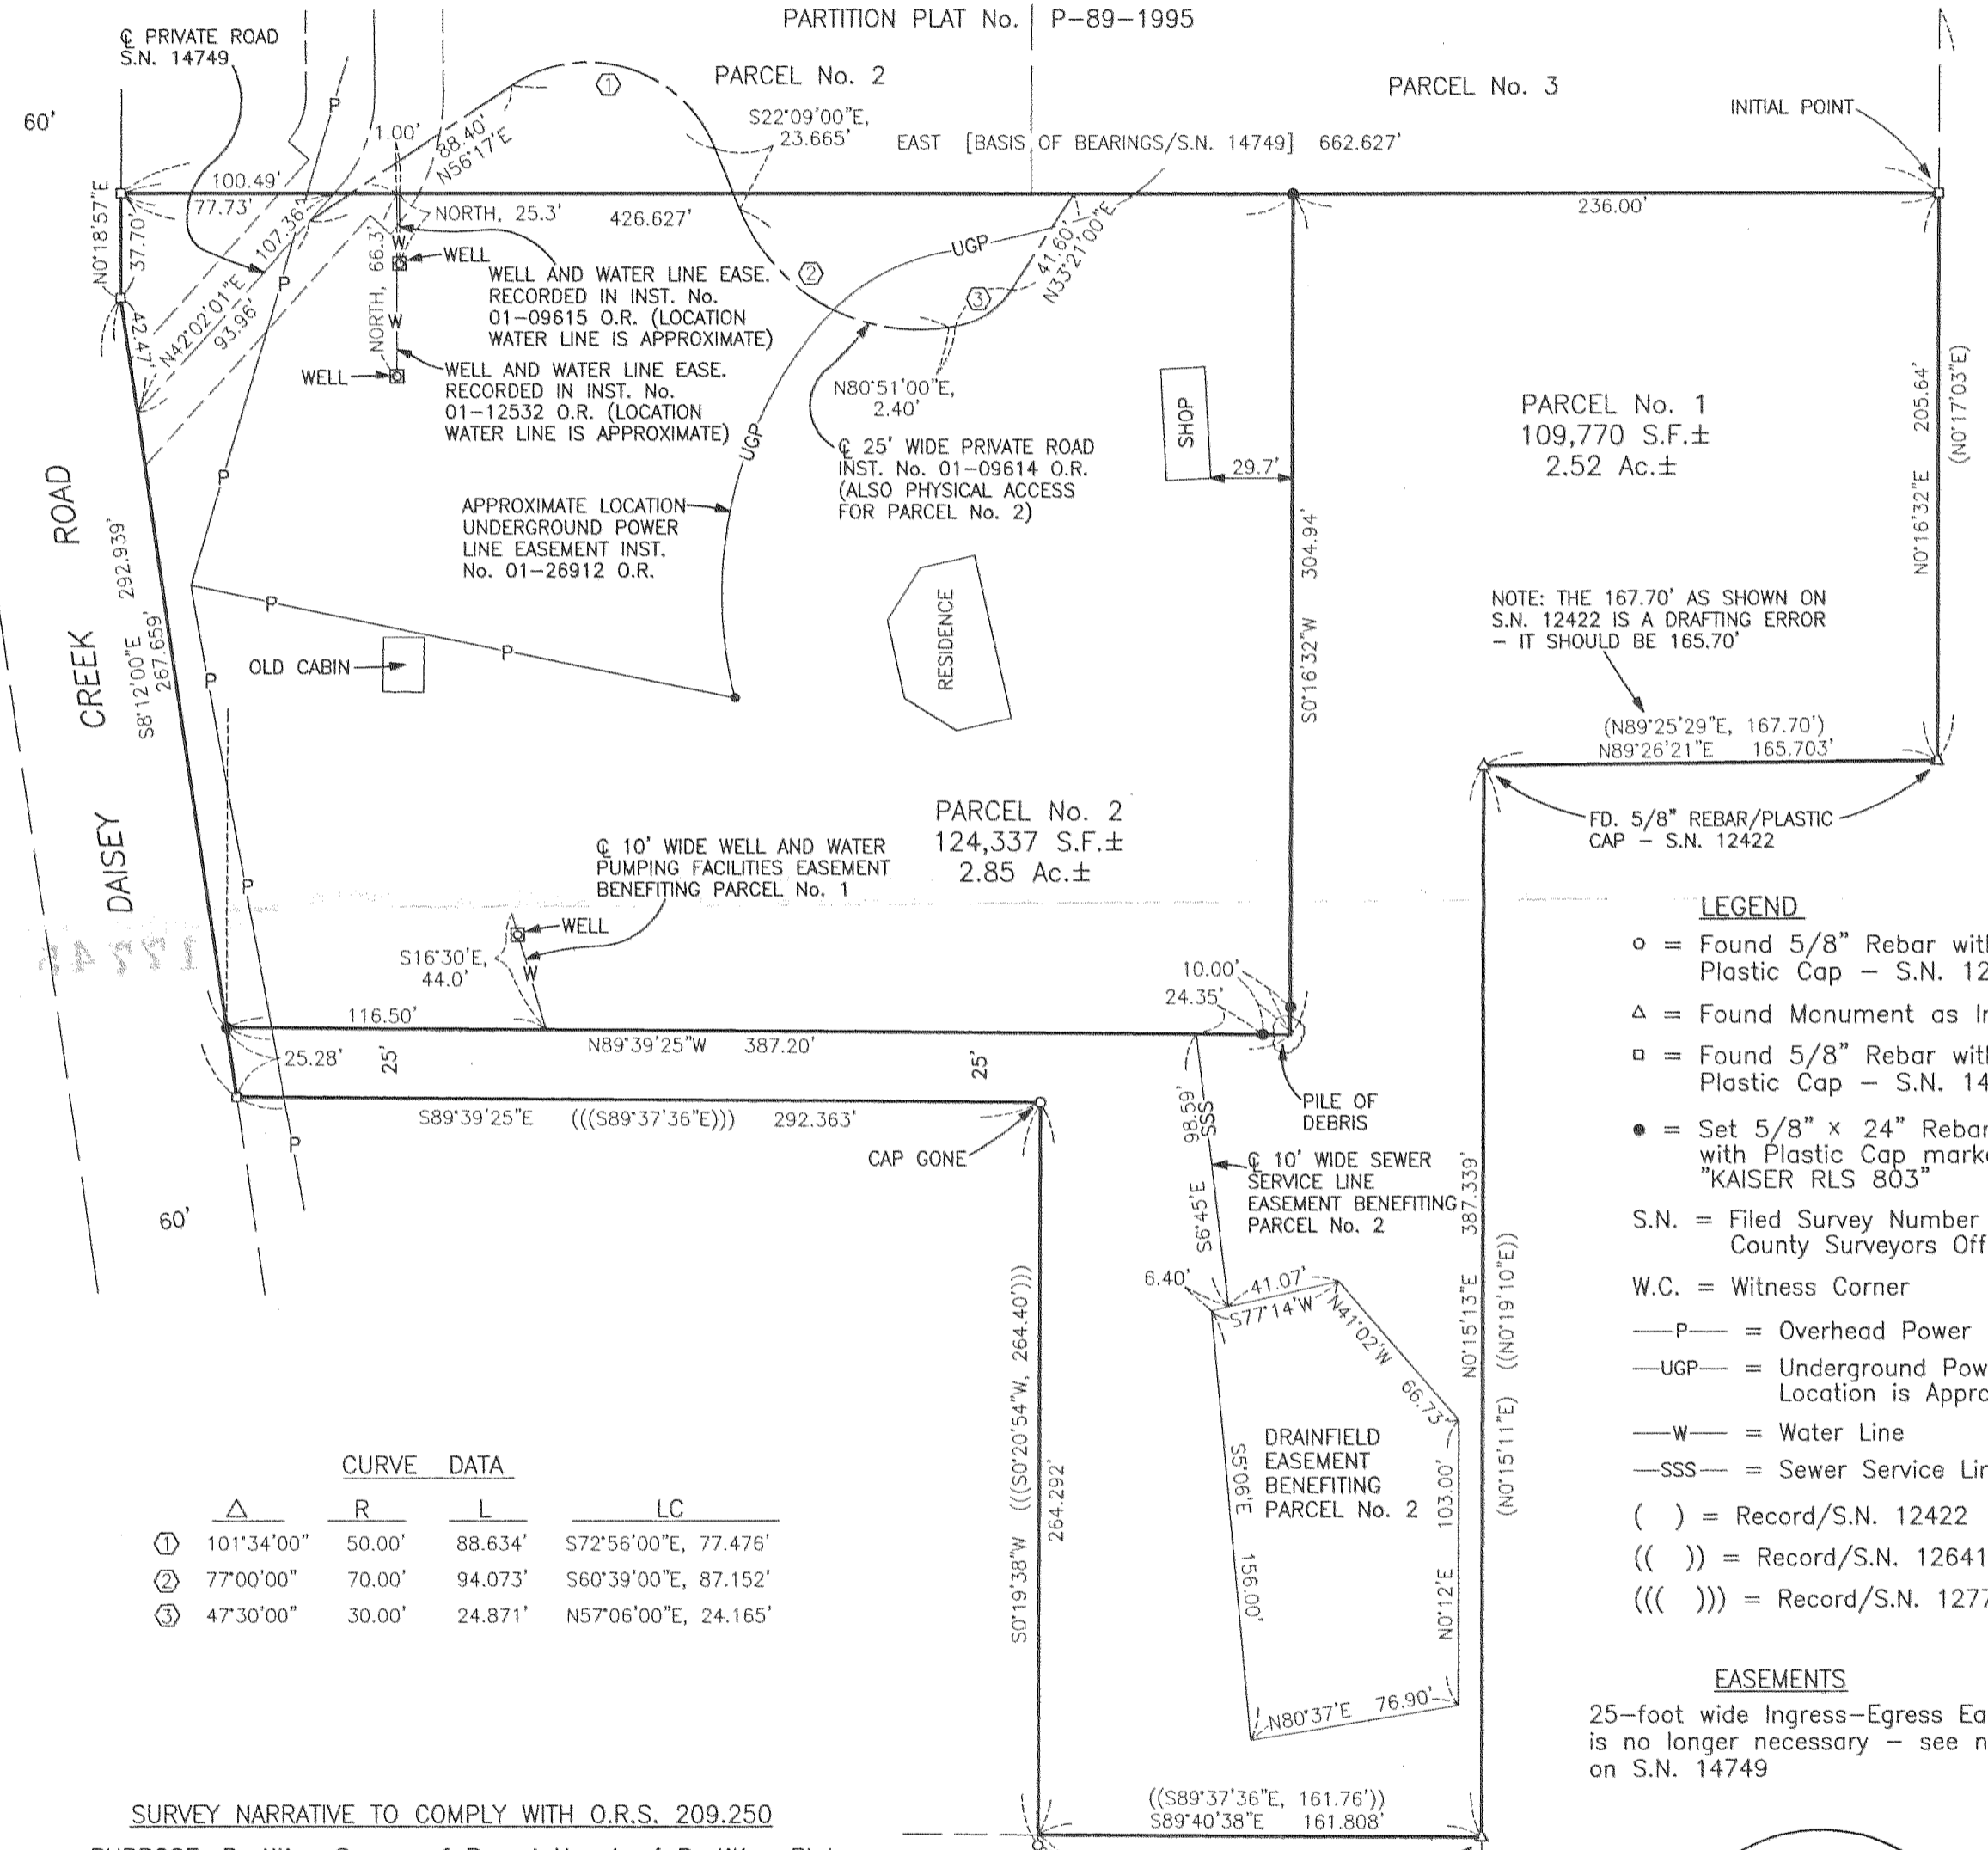 PARTITION PLAT No. P-89-1995
℄ PRIVATE ROAD
S.N. 14749
PARCEL No. 2
PARCEL No. 3
INITIAL POINT
60'
1
1.00'
88.40'
N56°17'E
S22°09'00"E,
23.665'
EAST [BASIS OF BEARINGS/S.N. 14749] 662.627'
100.49'
77.73'
NORTH, 25.3'
426.627'
236.00'
N0°18'57"E
37.70'
42.47'
N42°02'01"E 107.36'
93.96'
P
P
P
NORTH, 66.3'
W
W
WELL
WELL AND WATER LINE EASE.
RECORDED IN INST. No.
01-09615 O.R. (LOCATION
WATER LINE IS APPROXIMATE)
WELL
WELL AND WATER LINE EASE.
RECORDED IN INST. No.
01-12532 O.R. (LOCATION
WATER LINE IS APPROXIMATE)
UGP
UGP
2
3
41.60'
N33°21'00"E
N80°51'00"E,
2.40'
℄ 25' WIDE PRIVATE ROAD
INST. No. 01-09614 O.R.
(ALSO PHYSICAL ACCESS
FOR PARCEL No. 2)
SHOP
29.7'
PARCEL No. 1
109,770 S.F.±
2.52 Ac.±
N0°16'32"E 205.64'
(N0°17'03"E)
APPROXIMATE LOCATION
UNDERGROUND POWER
LINE EASEMENT INST.
No. 01-26912 O.R.
S0°16'32"W 304.94'
DAISEY CREEK ROAD
S8°12'00"E 292.939'
267.659'
P
P
P
P
OLD CABIN
RESIDENCE
NOTE: THE 167.70' AS SHOWN ON
S.N. 12422 IS A DRAFTING ERROR
- IT SHOULD BE 165.70'
(N89°25'29"E, 167.70')
N89°26'21"E 165.703'
FD. 5/8" REBAR/PLASTIC
CAP - S.N. 12422
PARCEL No. 2
124,337 S.F.±
2.85 Ac.±
℄ 10' WIDE WELL AND WATER
PUMPING FACILITIES EASEMENT
BENEFITING PARCEL No. 1
WELL
W
S16°30'E,
44.0'
10.00'
24.35'
116.50'
N89°39'25"W 387.20'
25.28'
25'
25'
S89°39'25"E (((S89°37'36"E))) 292.363'
P
CAP GONE
PILE OF
DEBRIS
60'
98.59'
SSS
S6°45'E
℄ 10' WIDE SEWER
SERVICE LINE
EASEMENT BENEFITING
PARCEL No. 2
6.40'
41.07'
S77°14'W
N41°02'W 66.73'
N0°15'13"E 387.339'
(N0°15'11"E) ((N0°19'10"E))
S0°19'38"W (((S0°20'54"W, 264.40')))
264.292'
DRAINFIELD
EASEMENT
BENEFITING
PARCEL No. 2
S5°06'E 156.00'
N0°12'E 103.00'
N80°37'E 76.90'
((S89°37'36"E, 161.76'))
S89°40'38"E 161.808'
LEGEND
○ = Found 5/8" Rebar
Plastic Cap - S.N.
△ = Found Monument as
□ = Found 5/8" Rebar
Plastic Cap - S.N.
● = Set 5/8" x 24" Rebar
with Plastic Cap
"KAISER RLS 803"
S.N. = Filed Survey Number
County Surveyors
W.C. = Witness Corner
—P— = Overhead Power
—UGP— = Underground
Location is
—W— = Water Line
—SSS— = Sewer Service
( ) = Record/S.N. 12422
(( )) = Record/S.N. 12641
((( ))) = Record/S.N.
EASEMENTS
25-foot wide Ingress-Egress
is no longer necessary - see
on S.N. 14749
CURVE DATA
△ R L LC
1 101°34'00" 50.00' 88.634' S72°56'00"E, 77.476'
2 77°00'00" 70.00' 94.073' S60°39'00"E, 87.152'
3 47°30'00" 30.00' 24.871' N57°06'00"E, 24.165'
SURVEY NARRATIVE TO COMPLY WITH O.R.S. 209.250